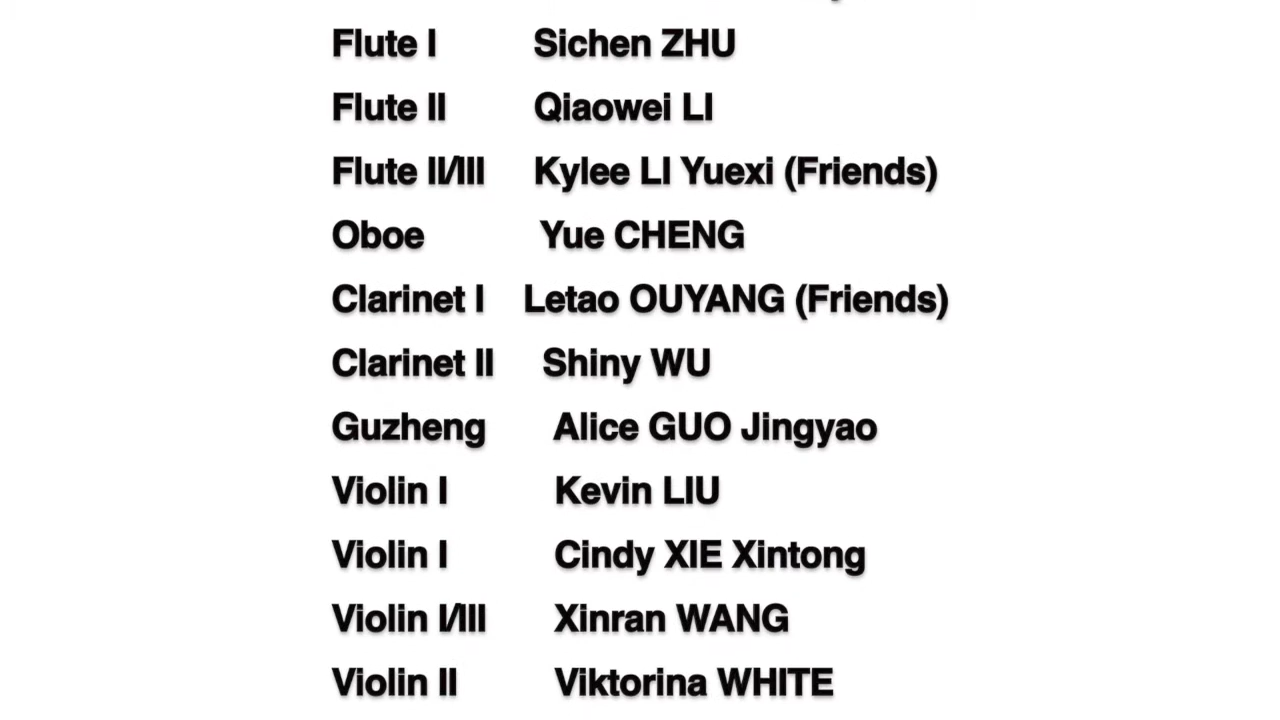 Flute I Sichen ZHU
Flute II Qiaowei LI
Flute II/III Kylee LI Yuexi (Friends)
Oboe Yue CHENG
Clarinet I Letao OUYANG (Friends)
Clarinet II Shiny WU
Guzheng Alice GUO Jingyao
Violin I Kevin LIU
Violin I Cindy XIE Xintong
Violin I/III Xinran WANG
Violin II Viktorina WHITE